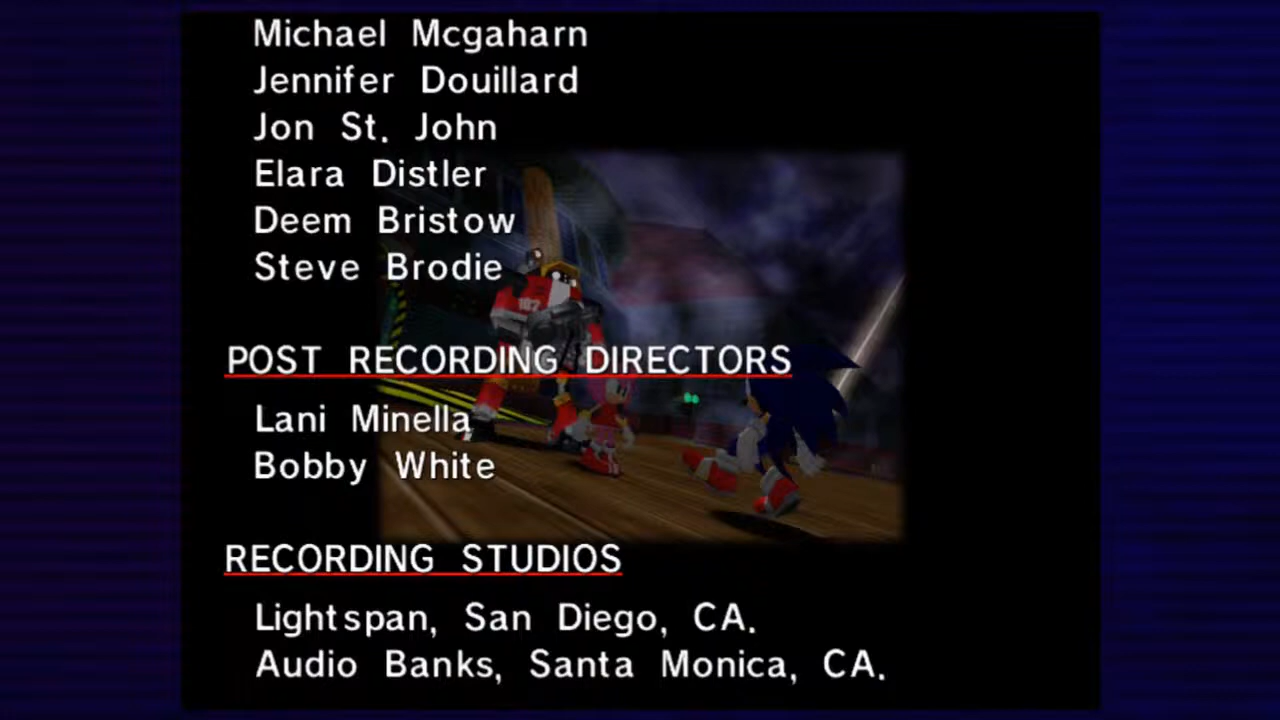 Michael Mcgaharn
Jennifer Douillard
Jon St. John
Elara Distler
Deem Bristow
Steve Brodie
POST RECORDING DIRECTORS
Lani Minella
Bobby White
RECORDING STUDIOS
Lightspan, San Diego, CA.
Audio Banks, Santa Monica, CA.